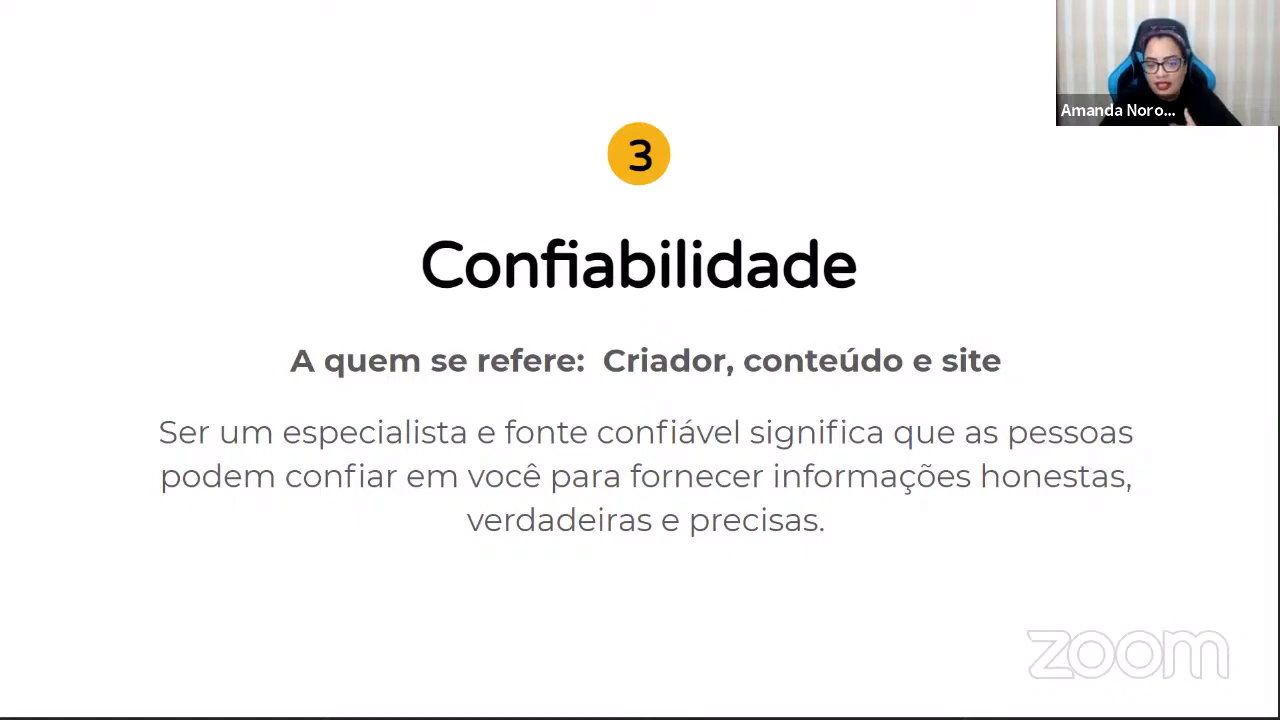 Amanda Noro...
3
Confiabilidade
A quem se refere: Criador, conteúdo e site
Ser um especialista e fonte confiável significa que as pessoas
podem confiar em você para fornecer informações honestas,
verdadeiras e precisas.
zoom